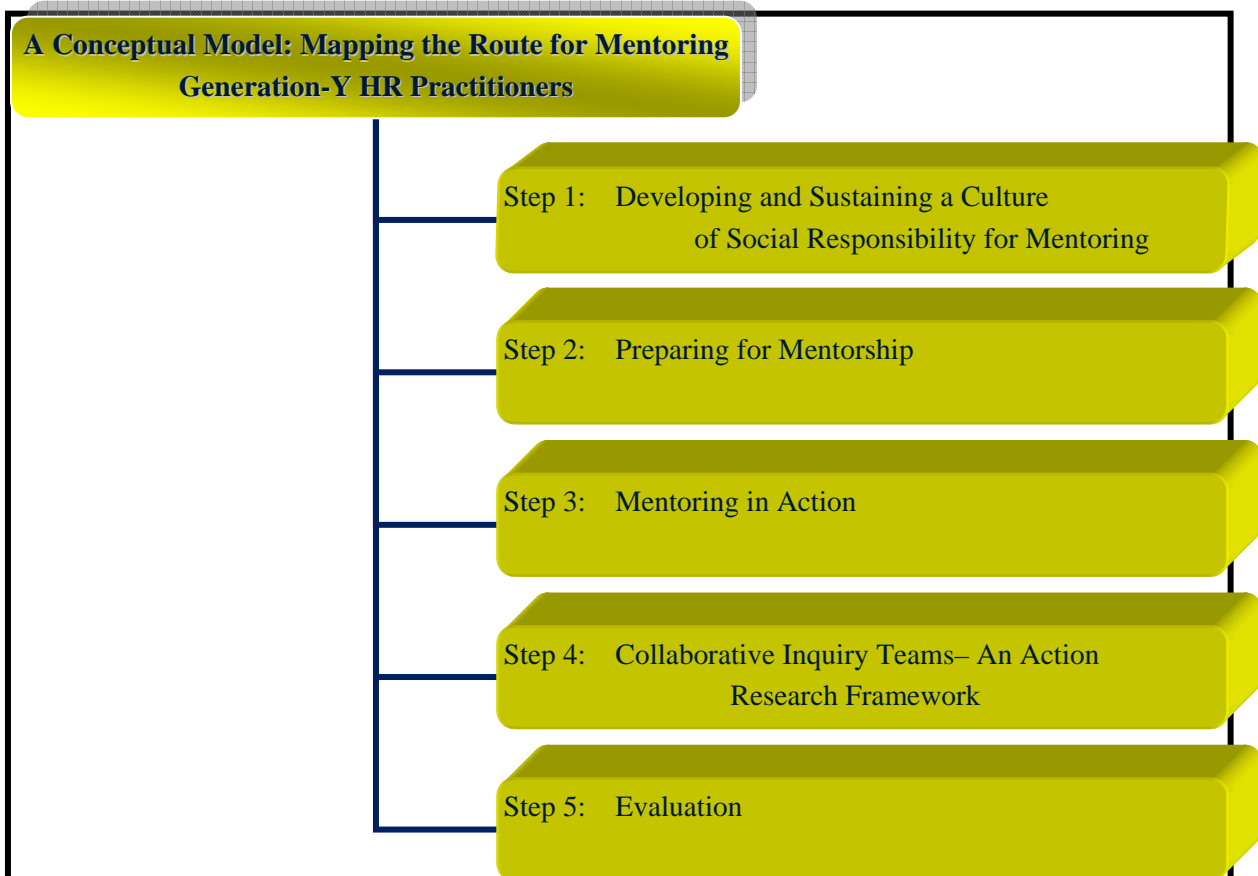 A Conceptual Model: Mapping the Route for Mentoring
Generation-Y HR Practitioners
Step 1: Developing and Sustaining a Culture
of Social Responsibility for Mentoring
Step 2: Preparing for Mentorship
Step 3: Mentoring in Action
Step 4: Collaborative Inquiry Teams– An Action
Research Framework
Step 5: Evaluation